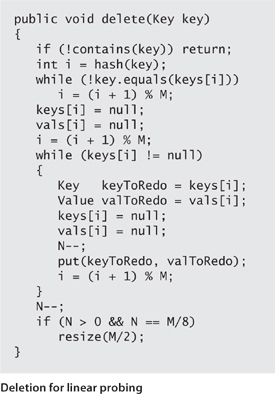 public void delete(Key key)
{
if (!contains(key)) return;
int i = hash(key);
while (!key.equals(keys[i]))
i = (i + 1) % M;
keys[i] = null;
vals[i] = null;
i = (i + 1) % M;
while (keys[i] != null)
{
Key keyToRedo = keys[i];
Value valToRedo = vals[i];
keys[i] = null;
vals[i] = null;
N--;
put(keyToRedo, valToRedo);
i = (i + 1) % M;
}
N--;
if (N > 0 && N == M/8)
resize(M/2);
}
Deletion for linear probing